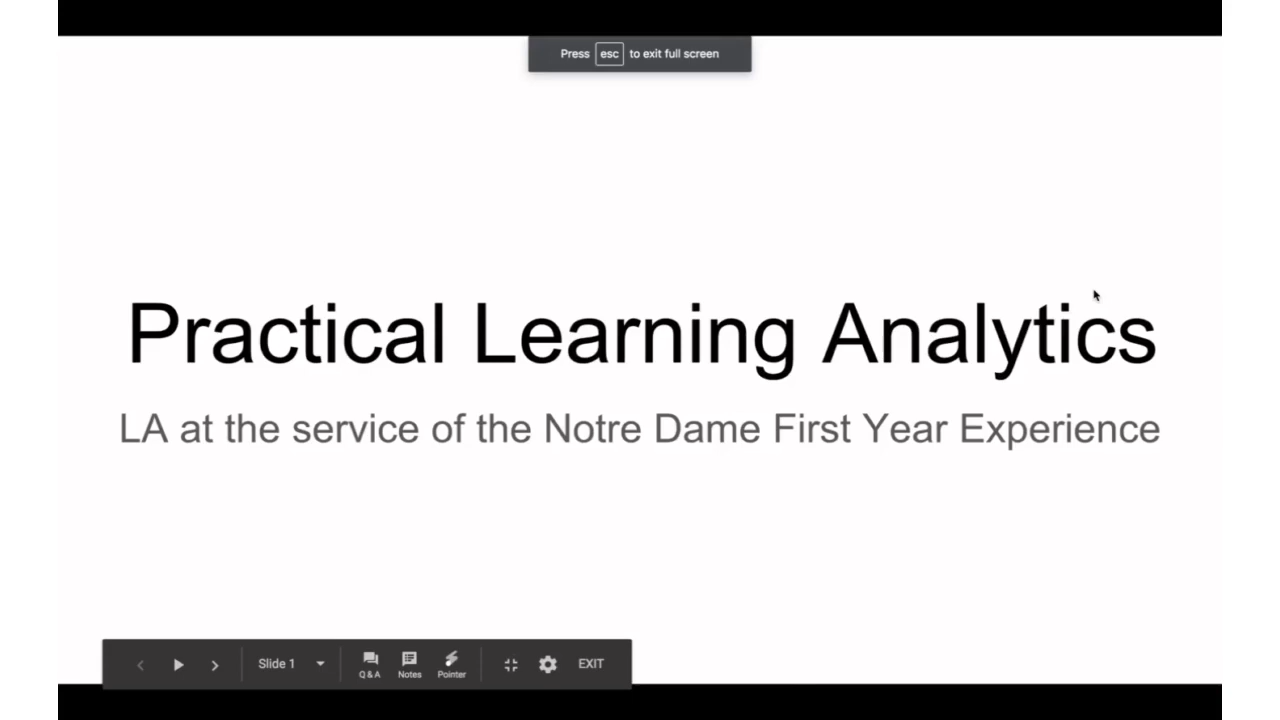 Press esc to exit full screen
Practical Learning Analytics
LA at the service of the Notre Dame First Year Experience
Slide 1
Q & A
Notes
Pointer
EXIT